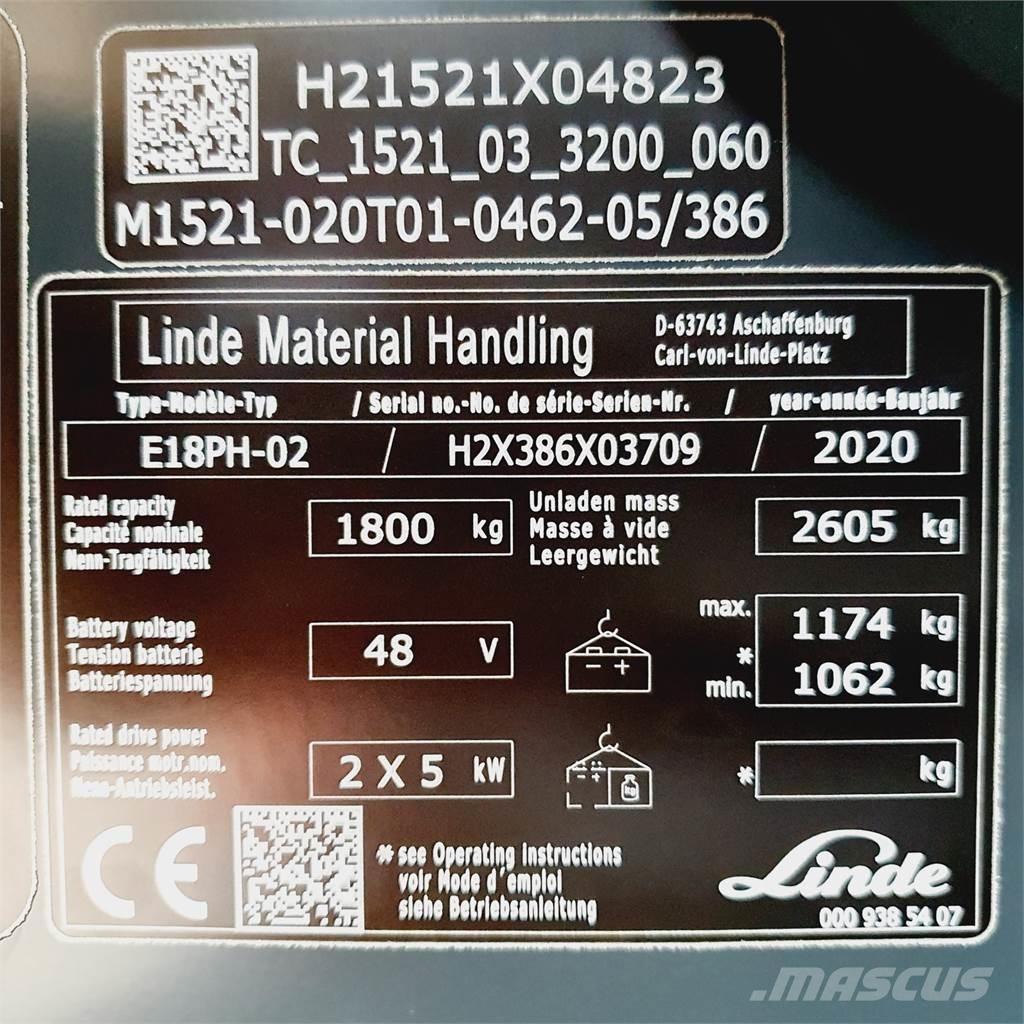 H21521X04823
TC_1521_03_3200_060
M1521-020T01-0462-05/386
Linde Material Handling
D-63743 Aschaffenburg
Carl-von-Linde-Platz
Type-Modèle-Typ / Serial no.-No. de série-Serien-Nr. / year-année-Baujahr
E18PH-02 / H2X386X03709 / 2020
Rated capacity
Capacité nominale
Nenn-Tragfähigkeit
1800 kg
Unladen mass
Masse à vide
Leergewicht
2605 kg
Battery voltage
Tension batterie
Batteriespannung
48 V
- +
max. 1174 kg
*
min. 1062 kg
Rated drive power
Puissance motr.nom.
Nenn-Antriebsleist.
2 X 5 kW
kg
* kg
CE
* see Operating instructions
voir Mode d'emploi
siehe Betriebsanleitung
Linde
000 938 54 07
.MASCUS